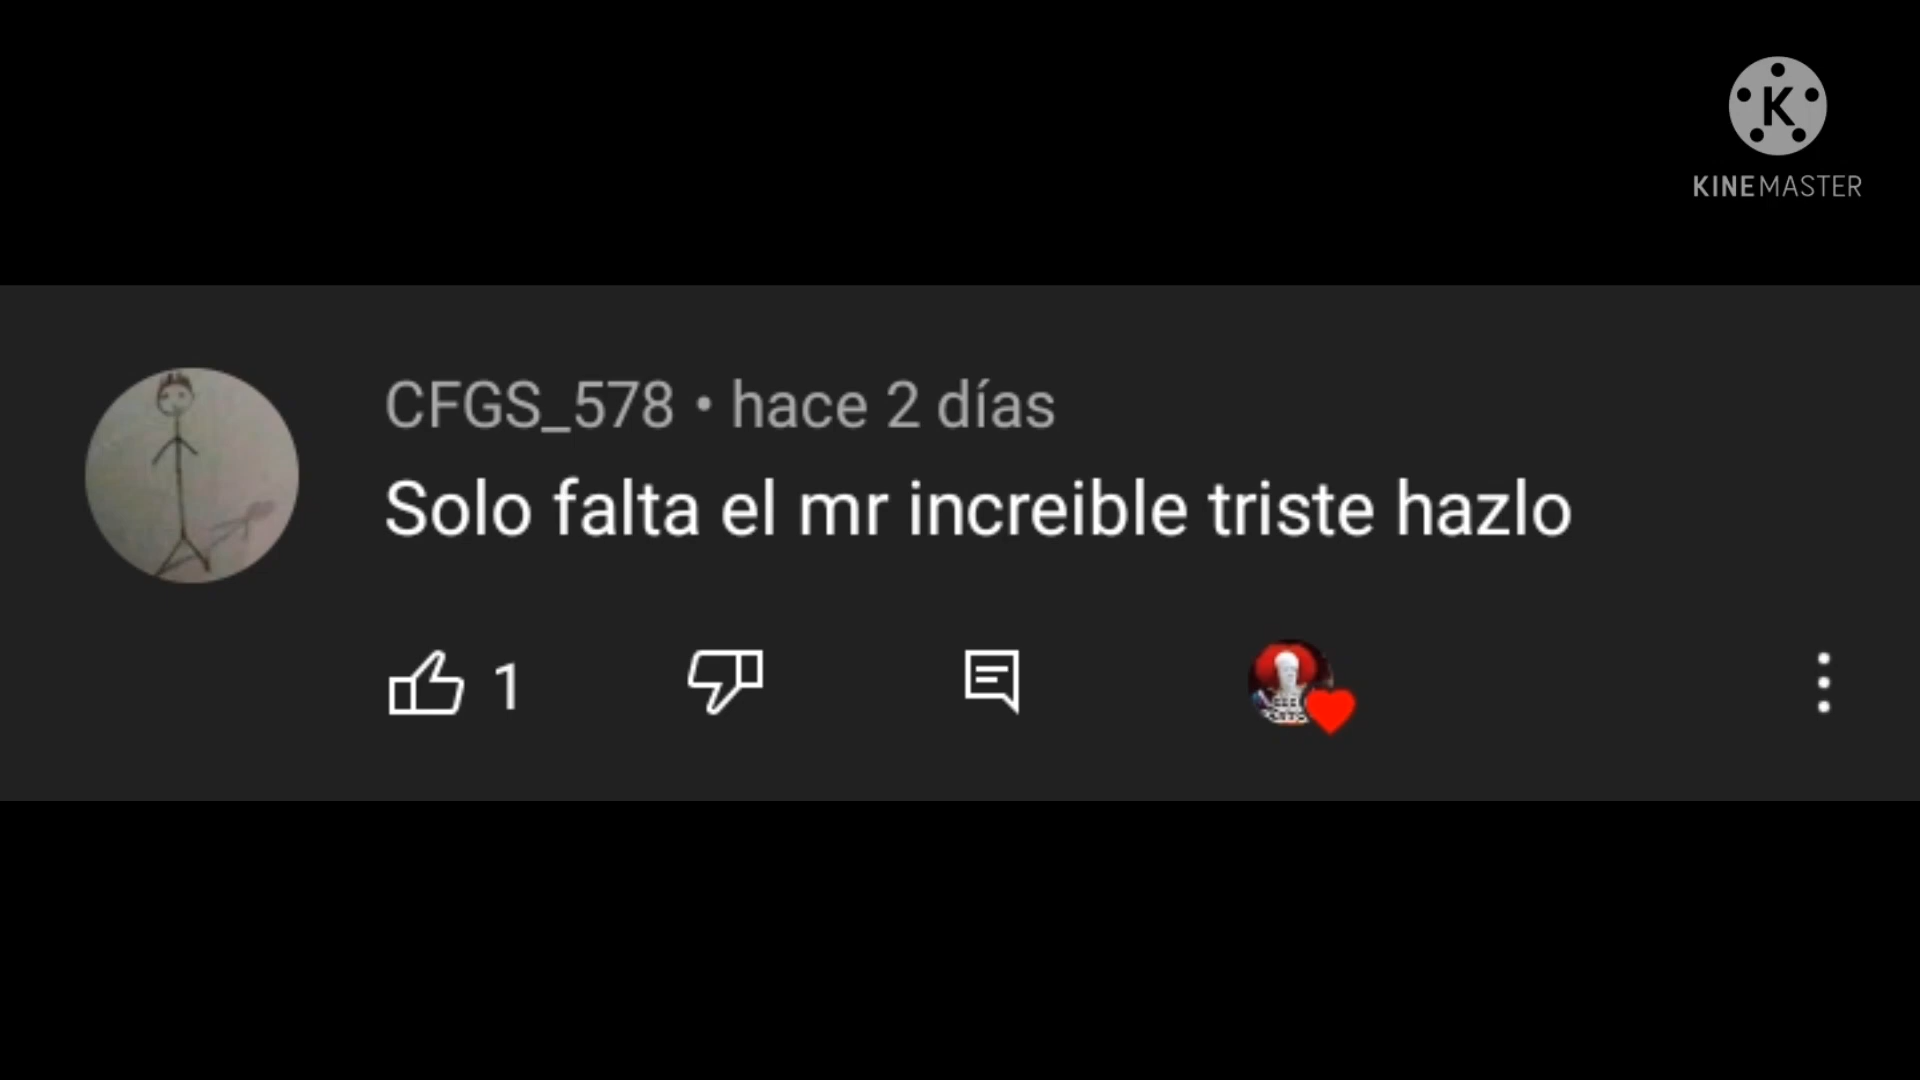 K
KINEMASTER
CFGS_578 • hace 2 días
Solo falta el mr increible triste hazlo
1